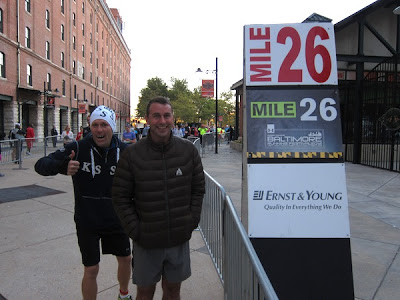 MILE 26
MILE 26
BALTIMORE
ERNST & YOUNG
Quality In Everything We Do